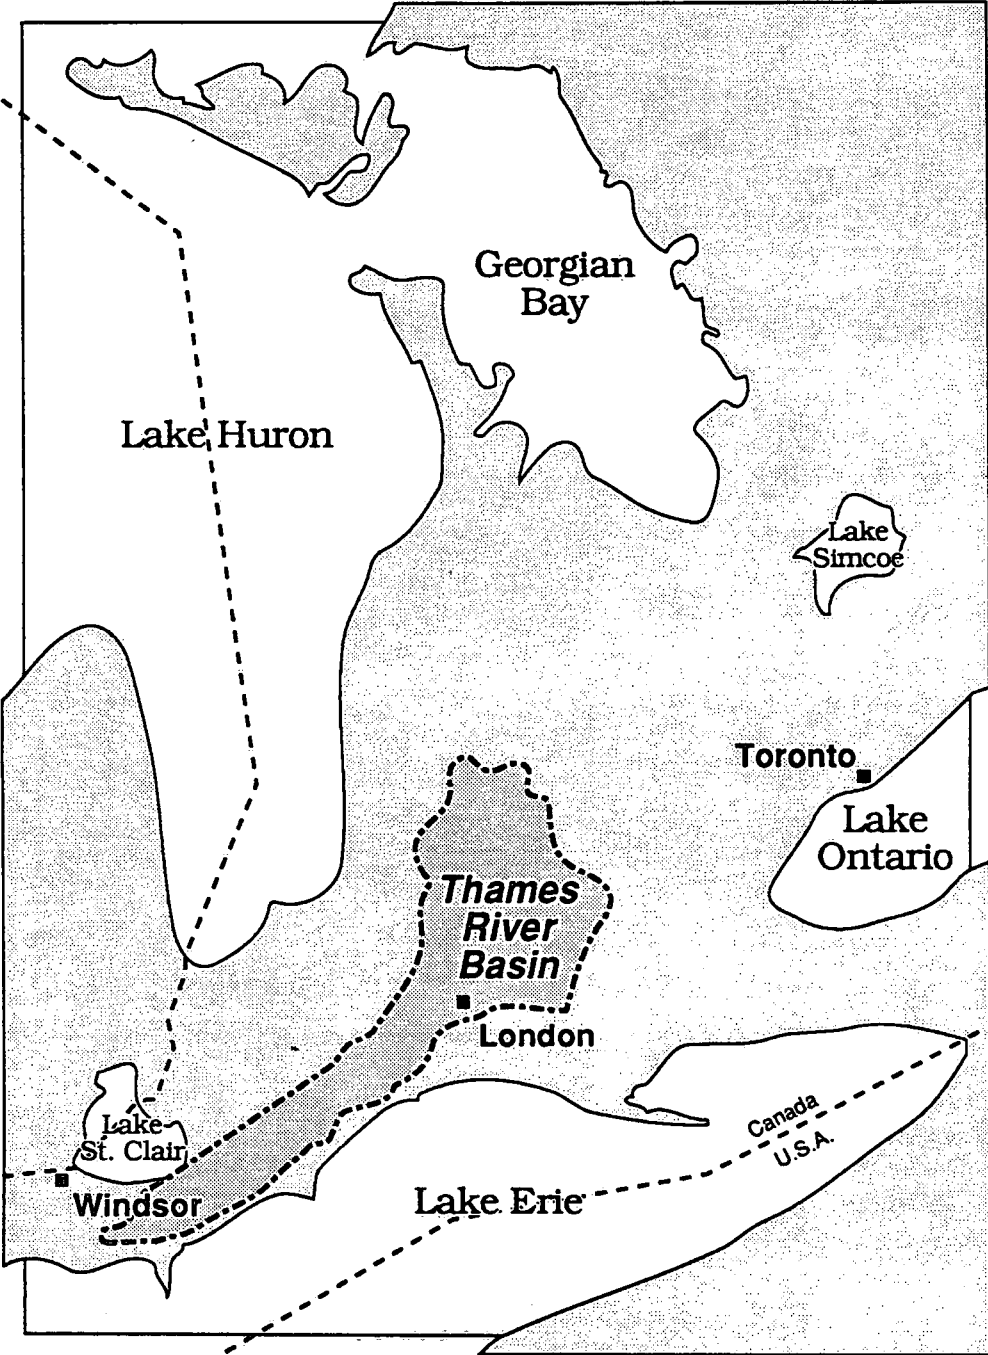 Georgian
Bay
Lake Huron
Lake
Simcoe
Toronto
Lake
Ontario
Thames
River
Basin
London
Lake
St. Clair
Windsor
Canada
U.S.A.
Lake Erie